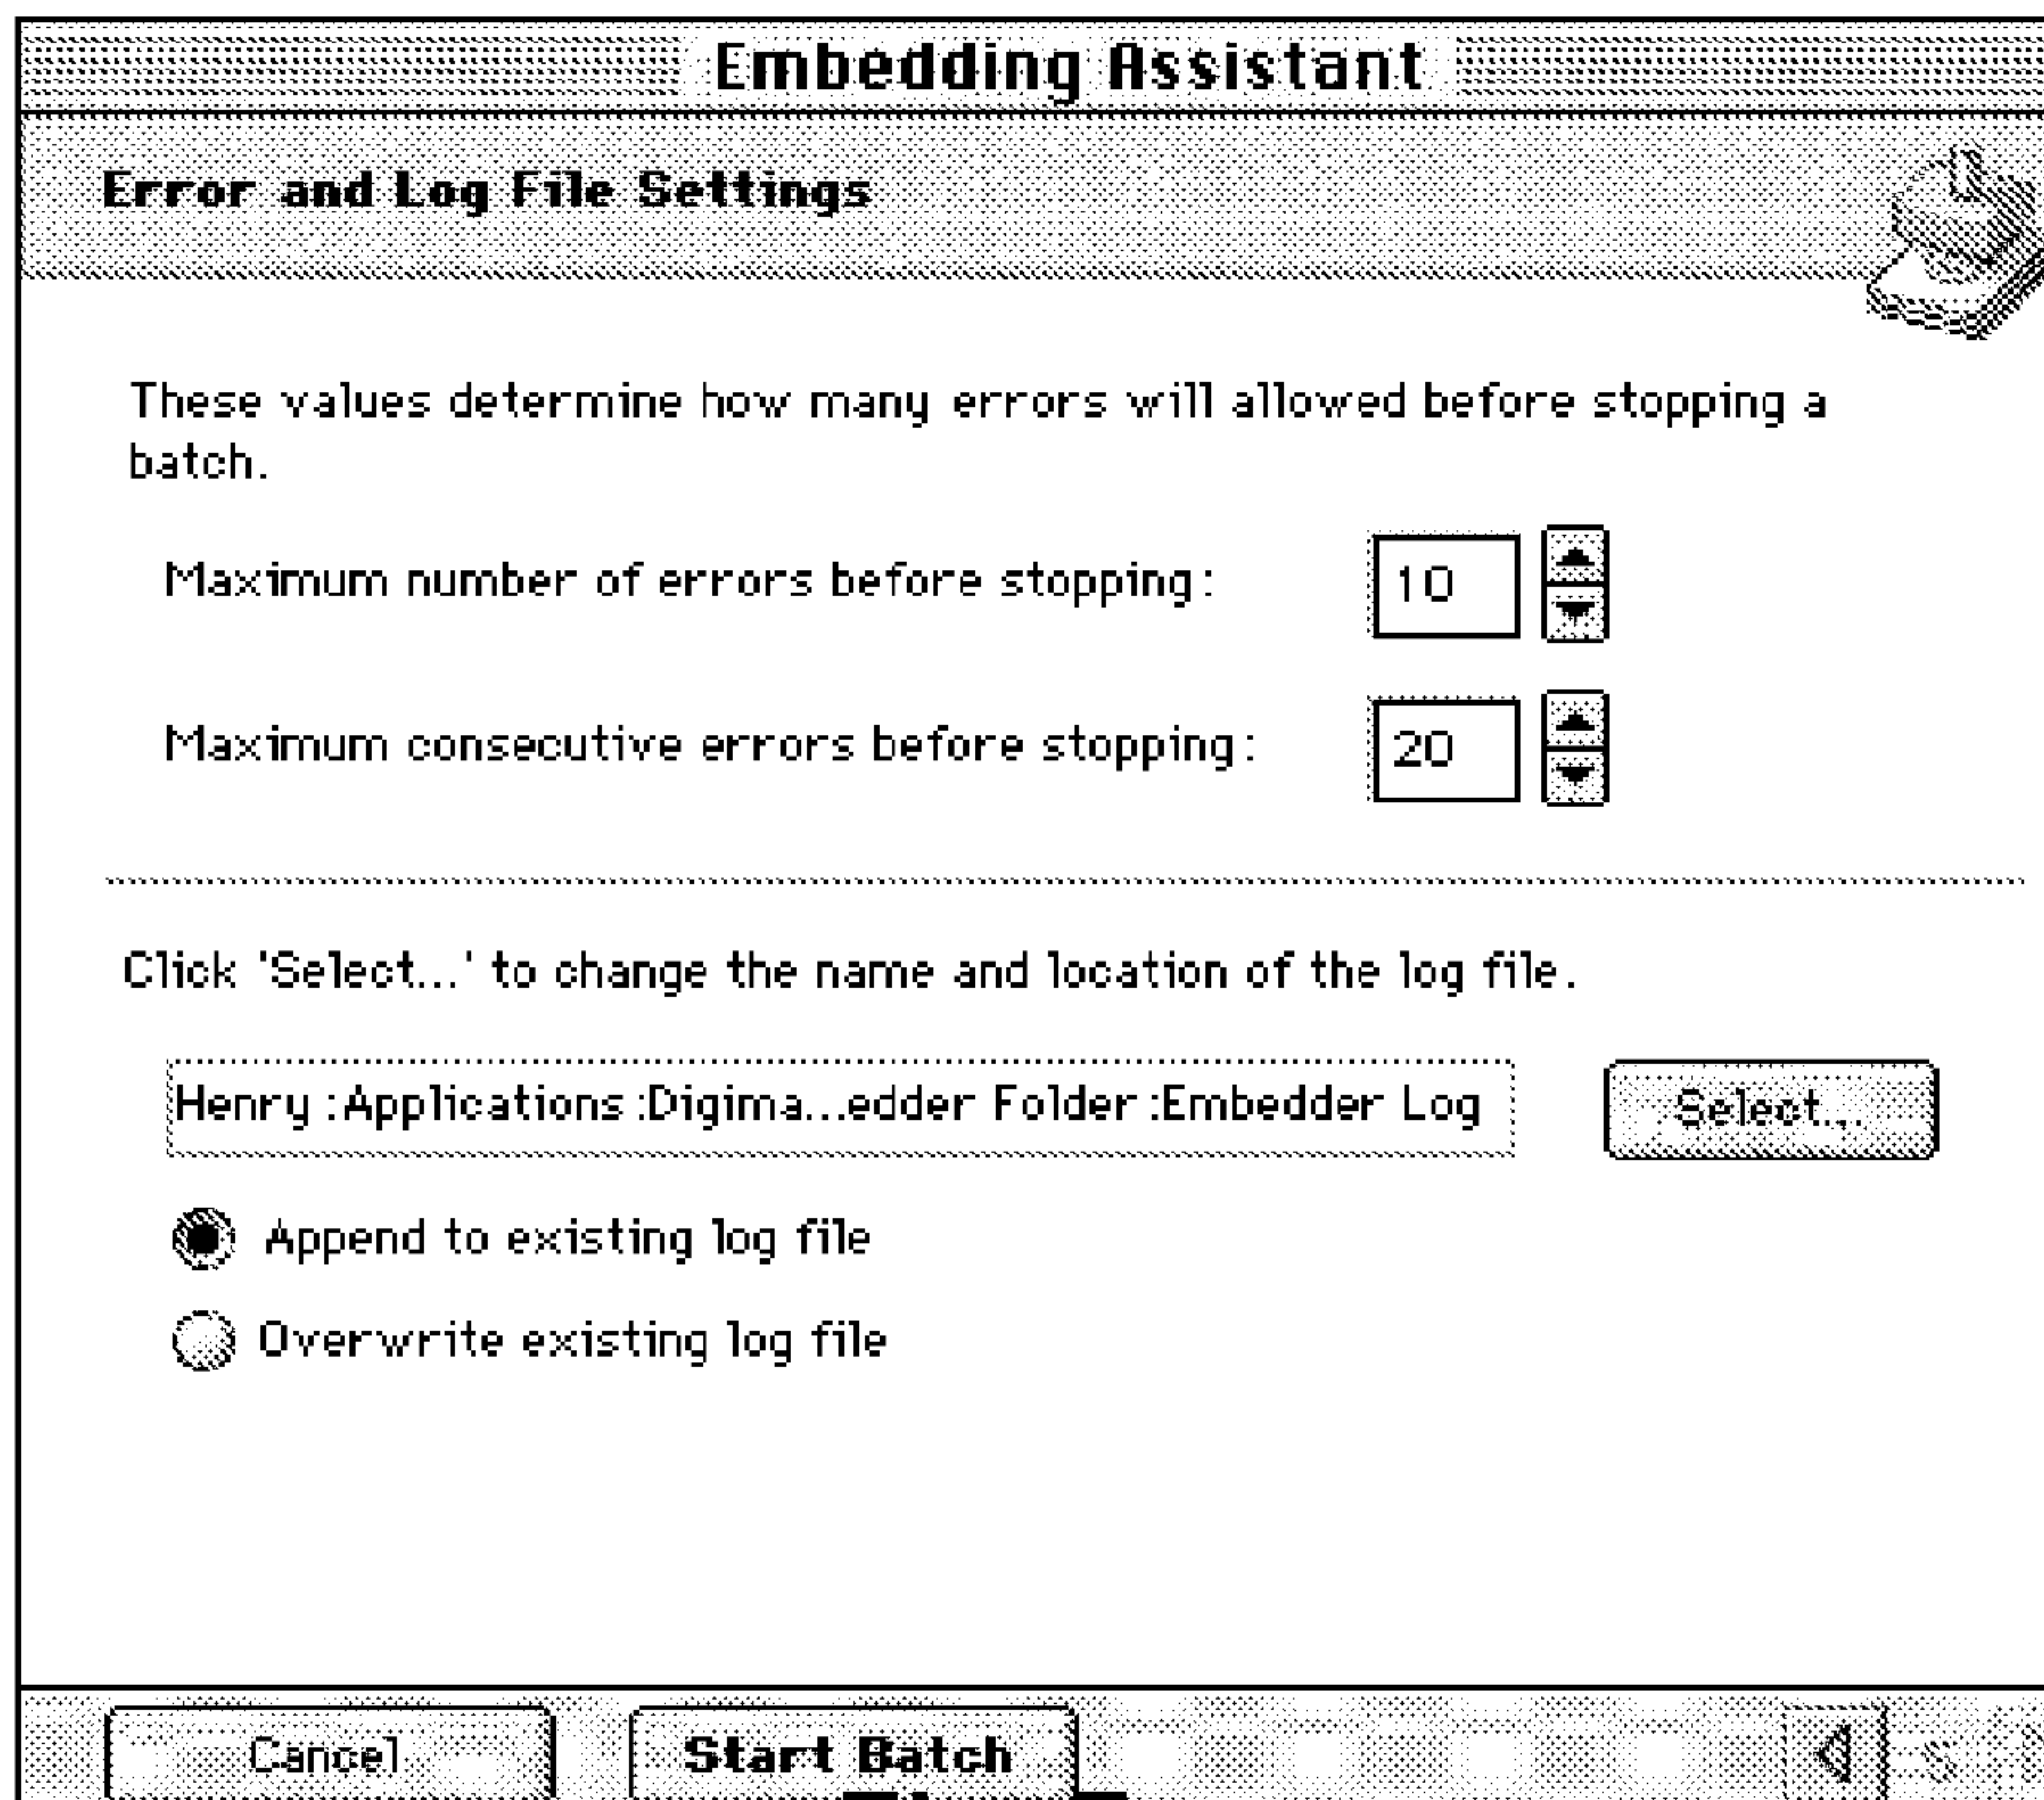 Embedding Assistant
Error and Log File Settings
These values determine how many errors will allowed before stopping a
batch.
Maximum number of errors before stopping: 10
Maximum consecutive errors before stopping: 20
Click 'Select...' to change the name and location of the log file.
Henry :Applications :Digima...edder Folder :Embedder Log Select...
Append to existing log file
Overwrite existing log file
Cancel Start Batch